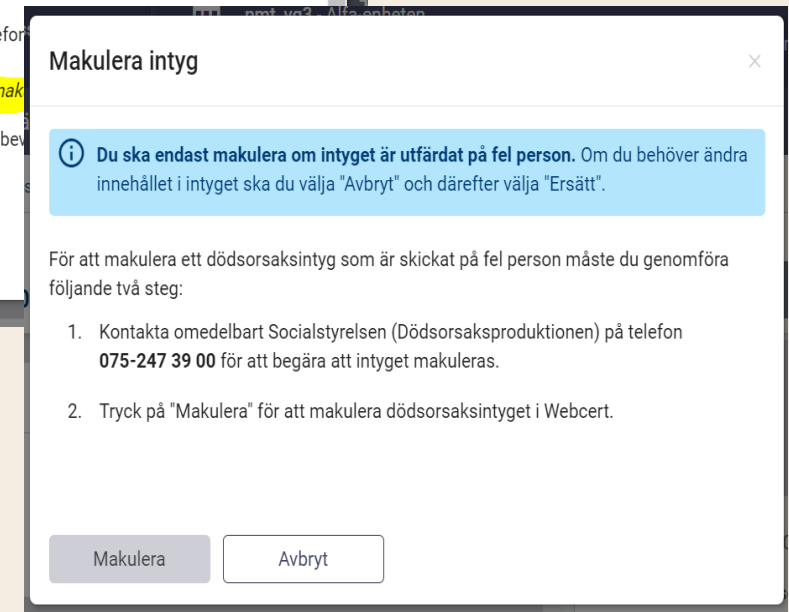 nmt_vg3 - Alfa-enheten
Makulera intyg
Du ska endast makulera om intyget är utfärdat på fel person. Om du behöver ändra
innehållet i intyget ska du välja "Avbryt" och därefter välja "Ersätt".
För att makulera ett dödsorsaksintyg som är skickat på fel person måste du genomföra
följande två steg:
1. Kontakta omedelbart Socialstyrelsen (Dödsorsaksproduktionen) på telefon
075-247 39 00 för att begära att intyget makuleras.
2. Tryck på "Makulera" för att makulera dödsorsaksintyget i Webcert.
Makulera Avbryt